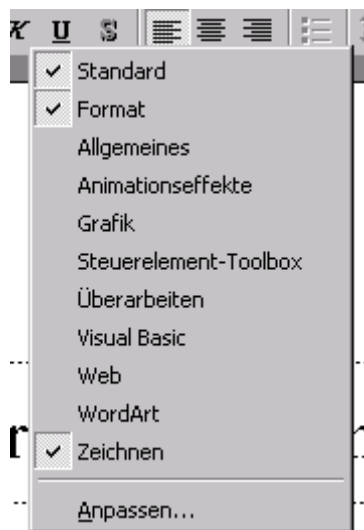 K U S
Standard
Format
Allgemeines
Animationseffekte
Grafik
Steuerelement-Toolbox
Überarbeiten
Visual Basic
Web
WordArt
Zeichnen
Anpassen...